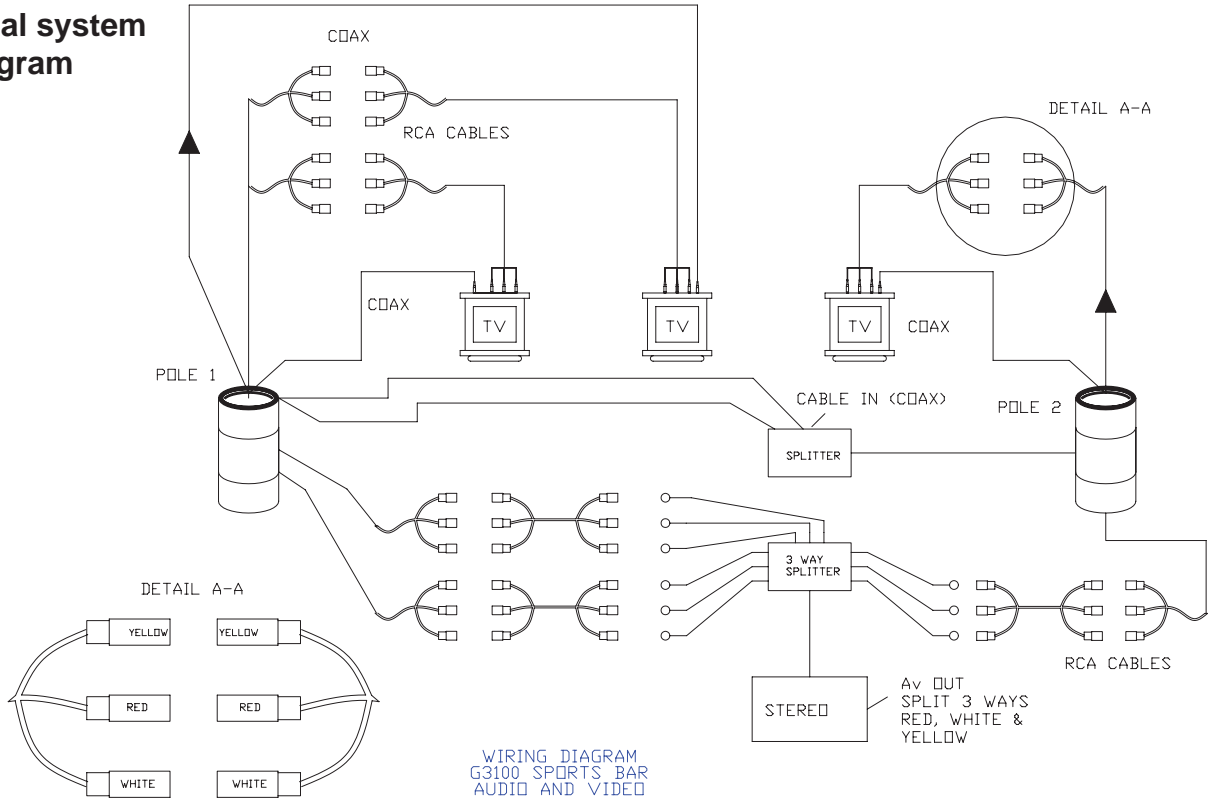 al system
gram
COAX
RCA CABLES
DETAIL A-A
COAX
TV
TV
TV
COAX
POLE 1
CABLE IN (COAX)
POLE 2
SPLITTER
3 WAY
SPLITTER
DETAIL A-A
YELLOW
YELLOW
RED
RED
WHITE
WHITE
RCA CABLES
STEREO
Av OUT
SPLIT 3 WAYS
RED, WHITE &
YELLOW
WIRING DIAGRAM
G3100 SPORTS BAR
AUDIO AND VIDEO